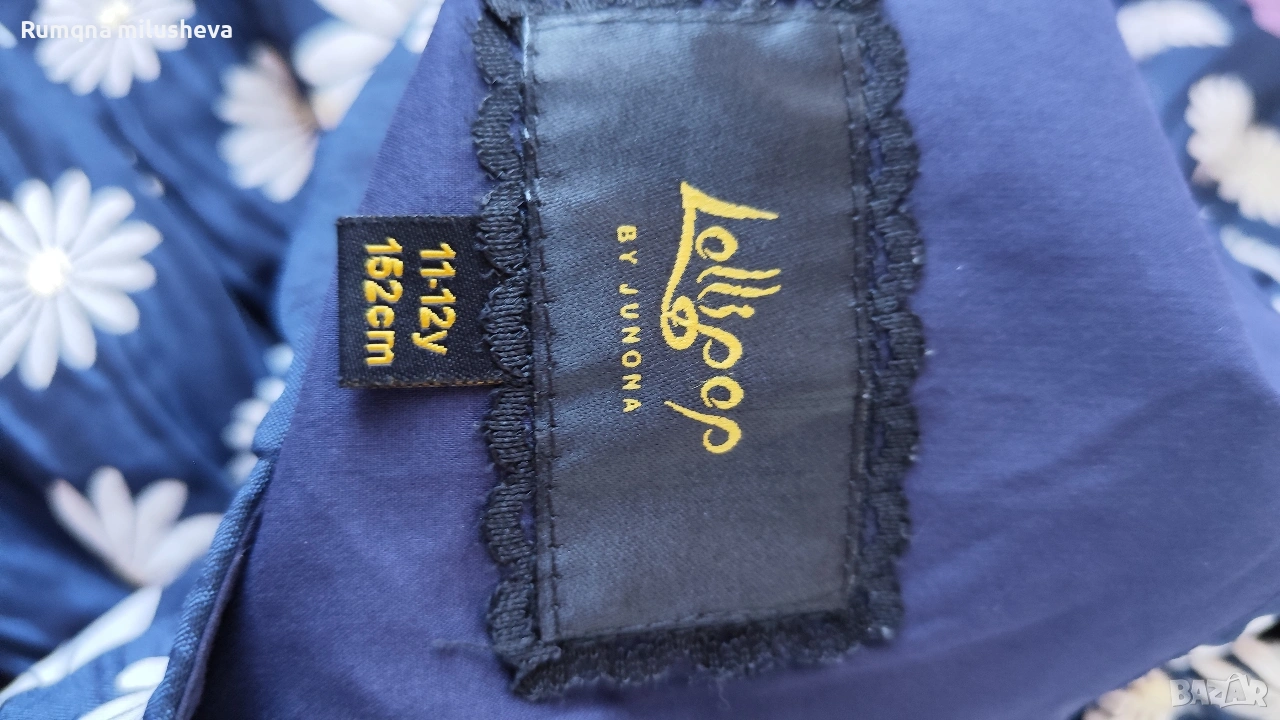 Rumqna milusheva
Lollipop
BY JUNONA
11-12y
152cm
BAZAR